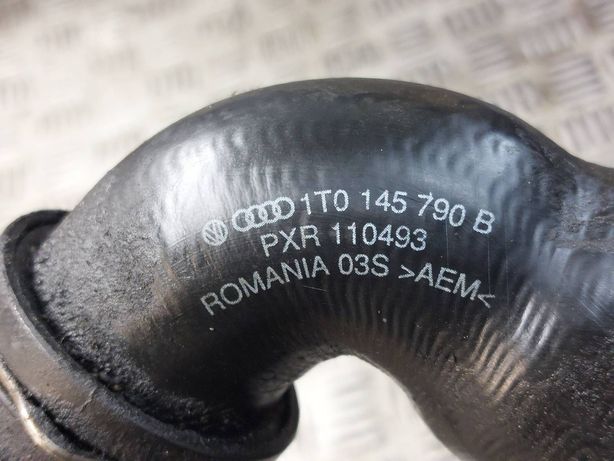 1T0 145 790 B
PXR 110493
ROMANIA 03S >AEM<